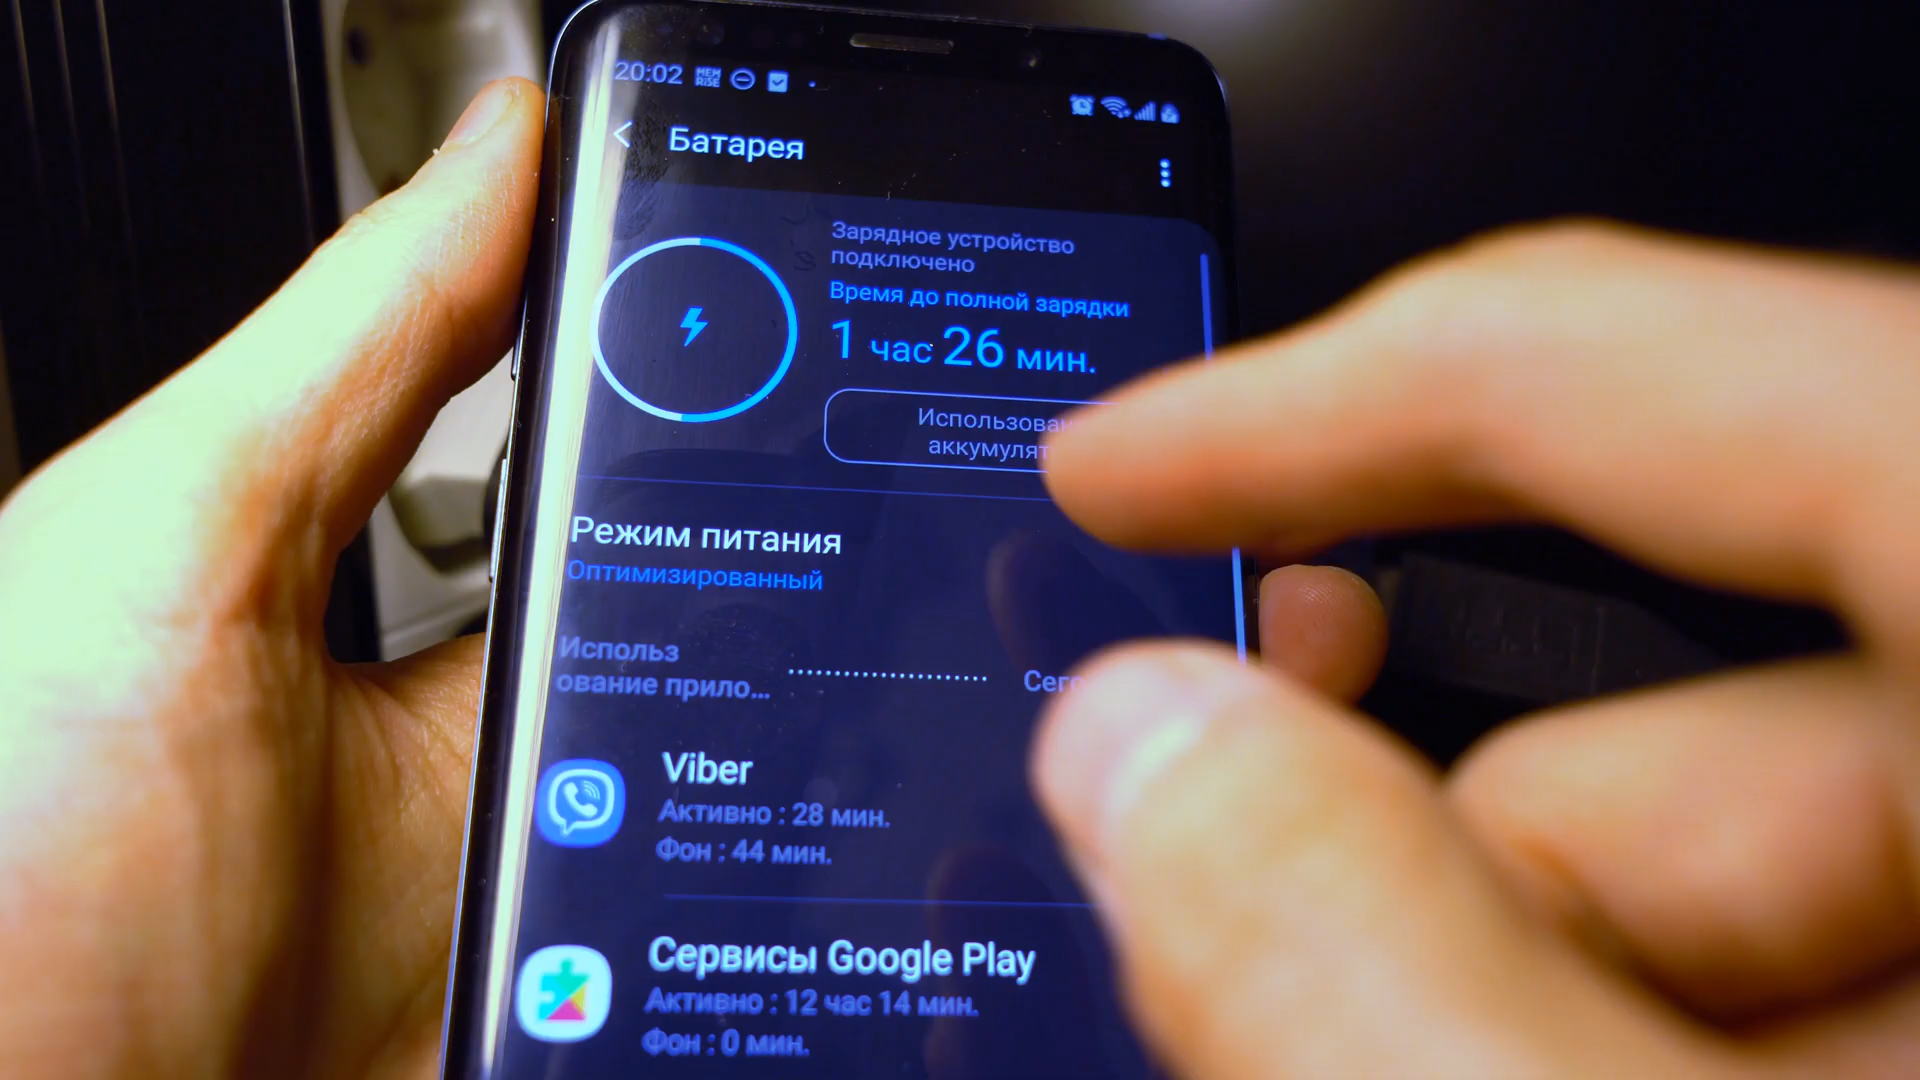 20:02 MEM RiSE
Батарея
Зарядное устройство
подключено
Время до полной зарядки
1 час 26 мин.
Режим питания
Оптимизированный
Использ
ование прило...
Viber
Активно : 28 мин.
Фон : 44 мин.
Сервисы Google Play
Активно : 12 час 14 мин.
Фон : 0 мин.